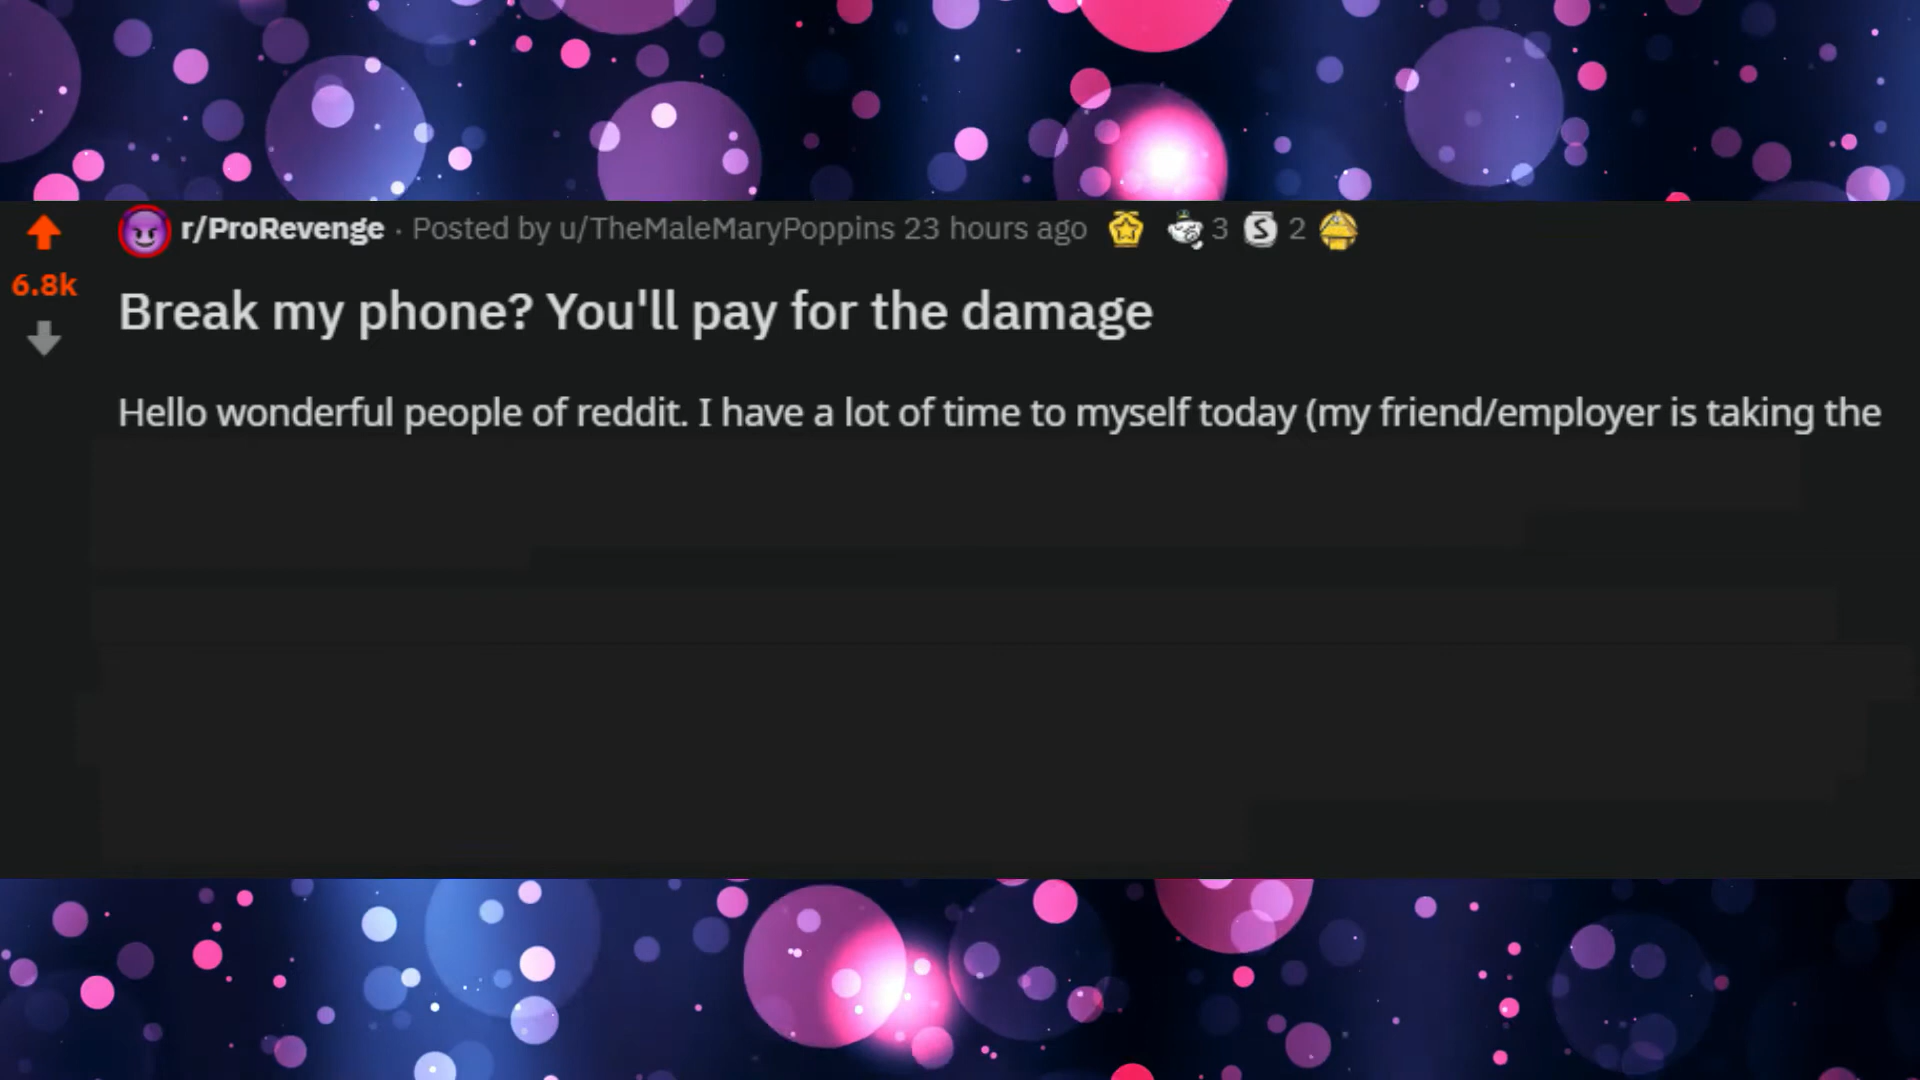 r/ProRevenge · Posted by u/TheMaleMaryPoppins 23 hours ago 3 S 2
6.8k
Break my phone? You'll pay for the damage
Hello wonderful people of reddit. I have a lot of time to myself today (my friend/employer is taking the